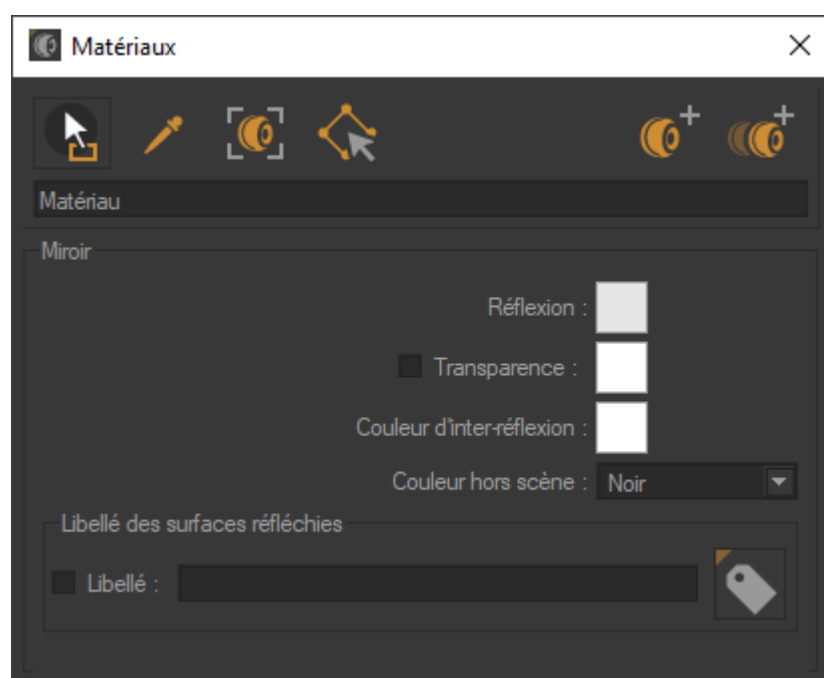 Matériaux
Matériau
Miroir
Réflexion :
Transparence :
Couleur d'inter-réflexion :
Couleur hors scène : Noir
Libellé des surfaces réfléchies
Libellé :